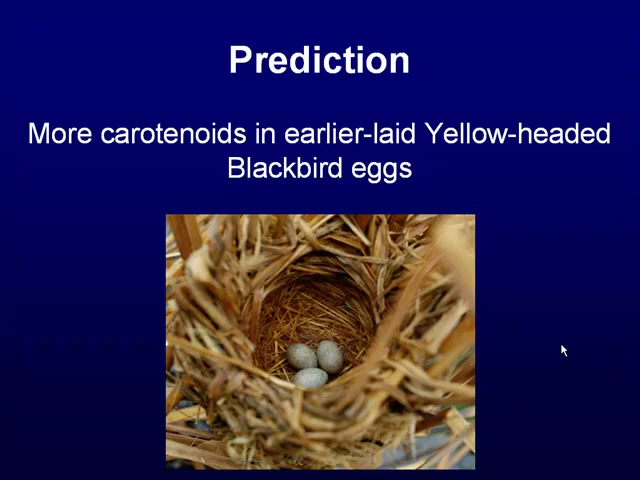 Prediction
More carotenoids in earlier-laid Yellow-headed
Blackbird eggs